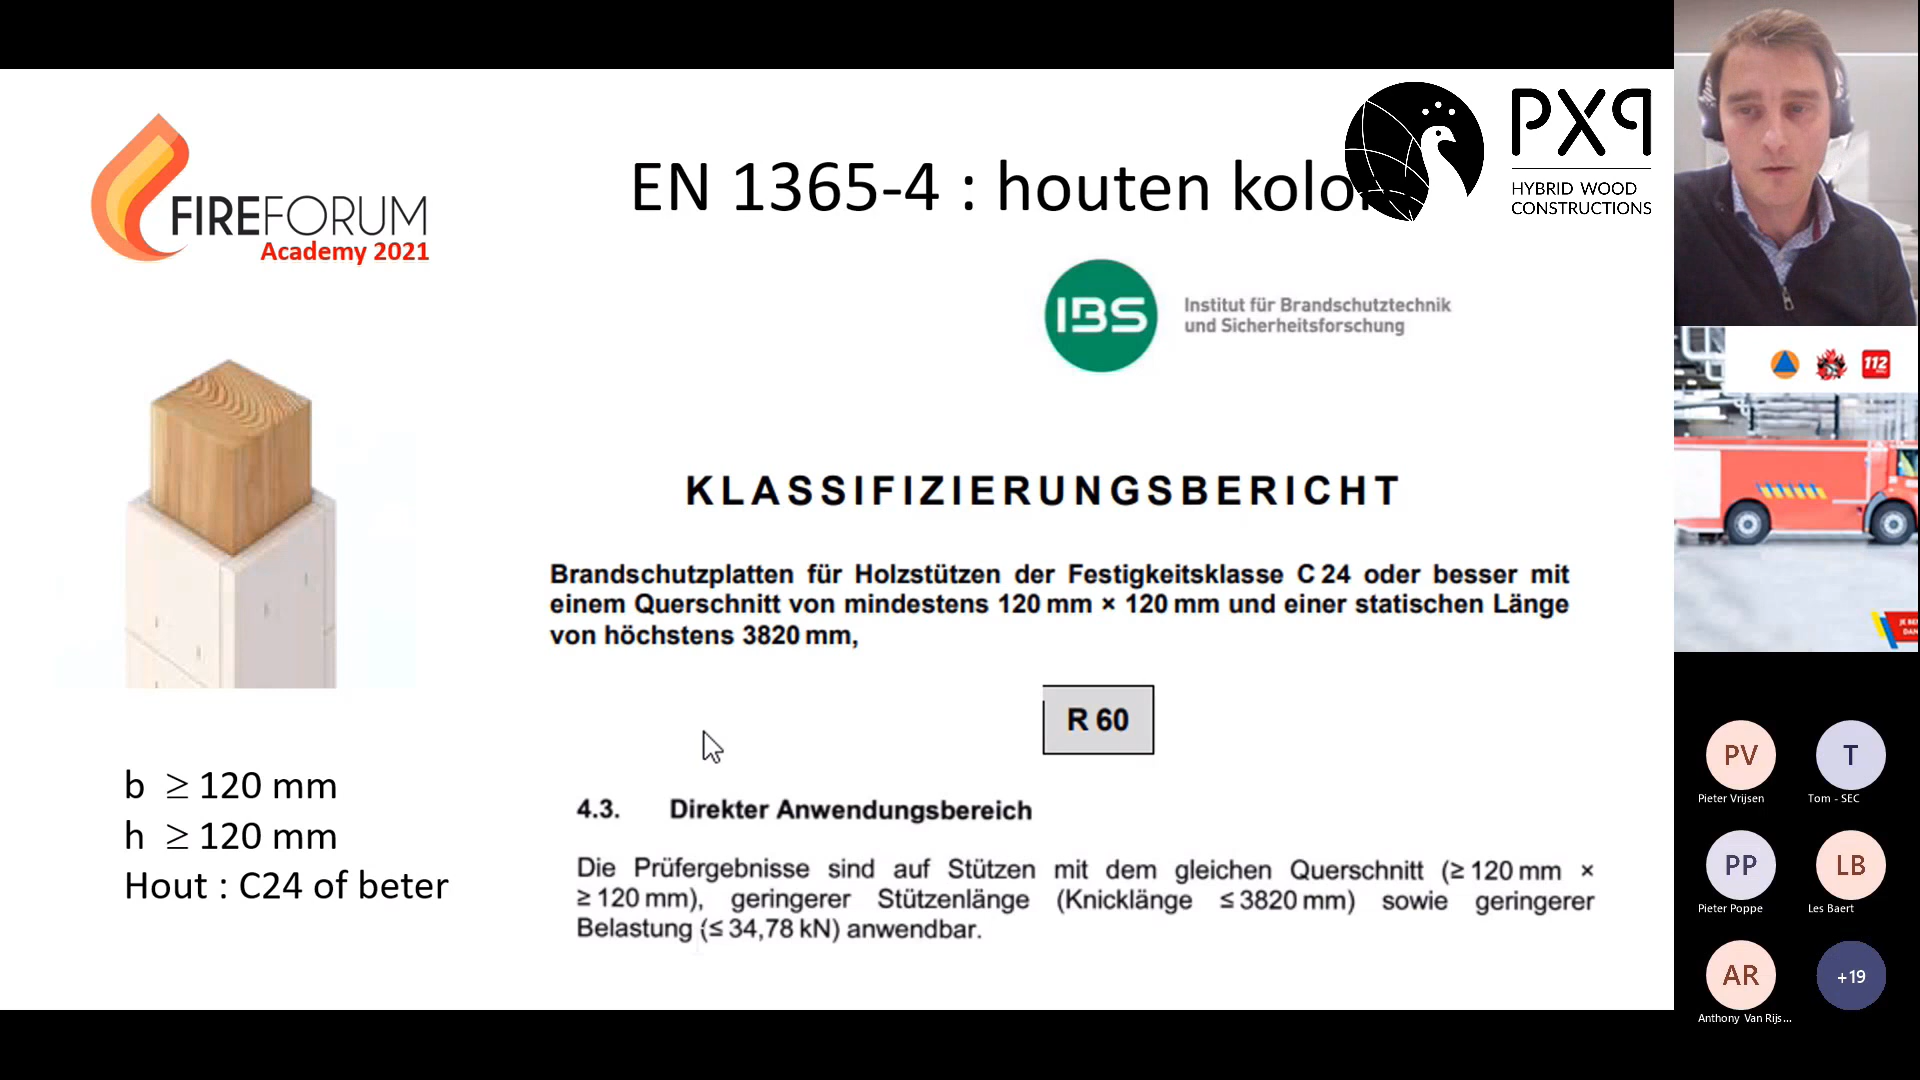 FIREFORUM
Academy 2021
EN 1365-4 : houten kolo
PXP
HYBRID WOOD
CONSTRUCTIONS
IBS
Institut für Brandschutztechnik
und Sicherheitsforschung
KLASSIFIZIERUNGSBERICHT
Brandschutzplatten für Holzstützen der Festigkeitsklasse C 24 oder besser mit
einem Querschnitt von mindestens 120 mm × 120 mm und einer statischen Länge
von höchstens 3820 mm,
R 60
b ≥ 120 mm
h ≥ 120 mm
Hout : C24 of beter
4.3. Direkter Anwendungsbereich
Die Prüfergebnisse sind auf Stützen mit dem gleichen Querschnitt (≥ 120 mm ×
≥ 120 mm), geringerer Stützenlänge (Knicklänge ≤ 3820 mm) sowie geringerer
Belastung (≤ 34,78 kN) anwendbar.
112
JE BE
DAN
PV
Pieter Vrijsen
T
Tom - SEC
PP
Pieter Poppe
LB
Les Baert
AR
Anthony Van Rijs...
+19